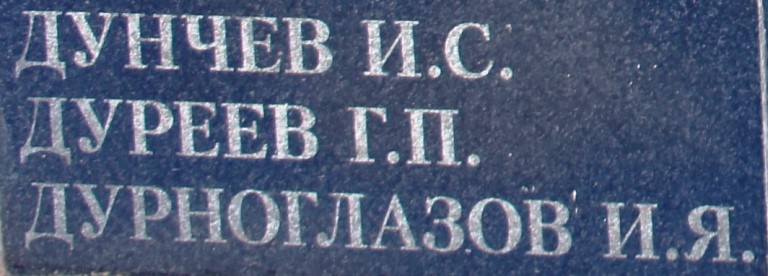 ДУНЧЕВ И.С.
ДУРЕЕВ Г.П.
ДУРНОГЛАЗОВ И.Я.